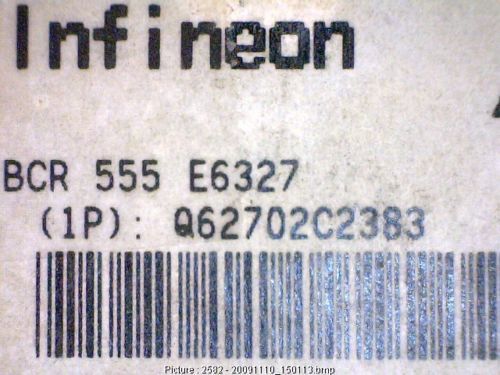 Infineon
BCR 555 E6327
(1P): Q62702C2383
Picture : 2582 - 20091110_150113.bmp